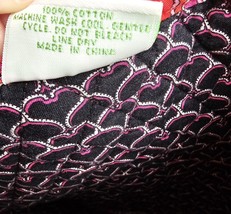 100% COTTON
MACHINE WASH COOL. GENTLE
CYCLE. DO NOT BLEACH
LINE DRY
MADE IN CHINA